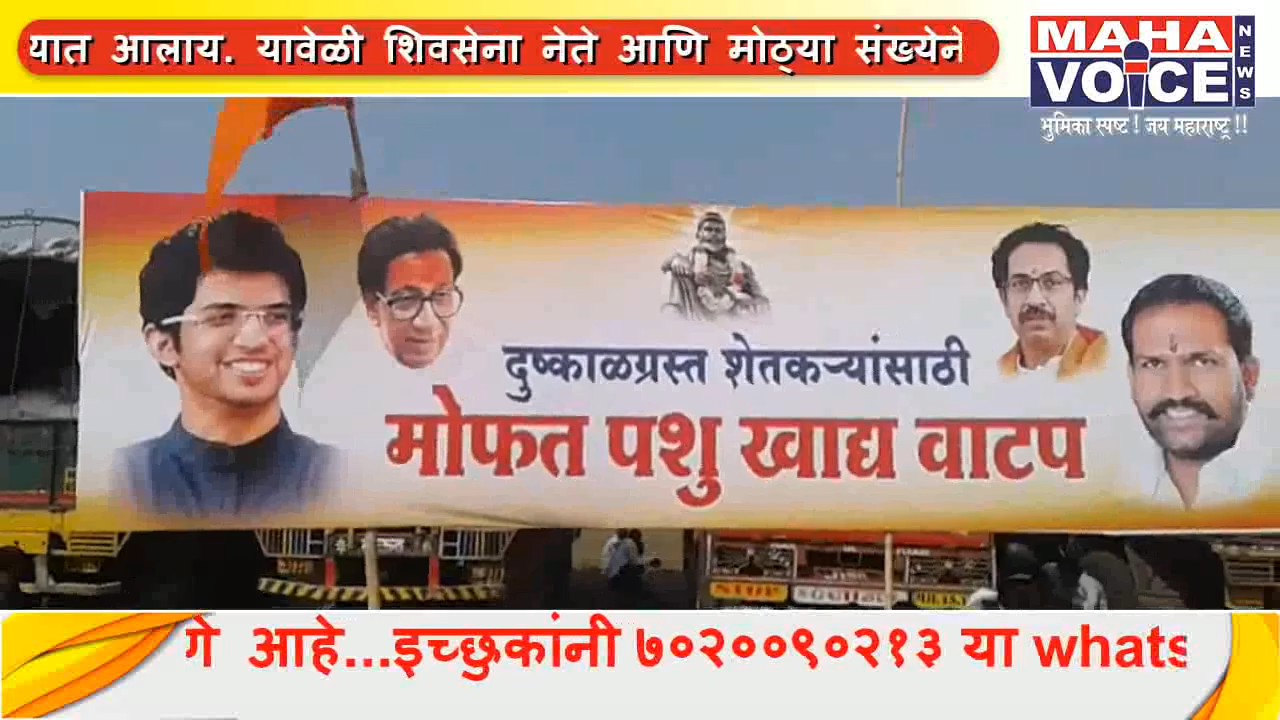 यात आलाय. यावेळी शिवसेना नेते आणि मोठ्या संख्येने
MAHA
VOICE
NEWS
भुमिका स्पष्ट ! जय महाराष्ट्र !!
दुष्काळग्रस्त शेतकऱ्यांसाठी
मोफत पशु खाद्य वाटप
STOP
गे आहे...इच्छुकांनी ७०२००९०२१३ या whats